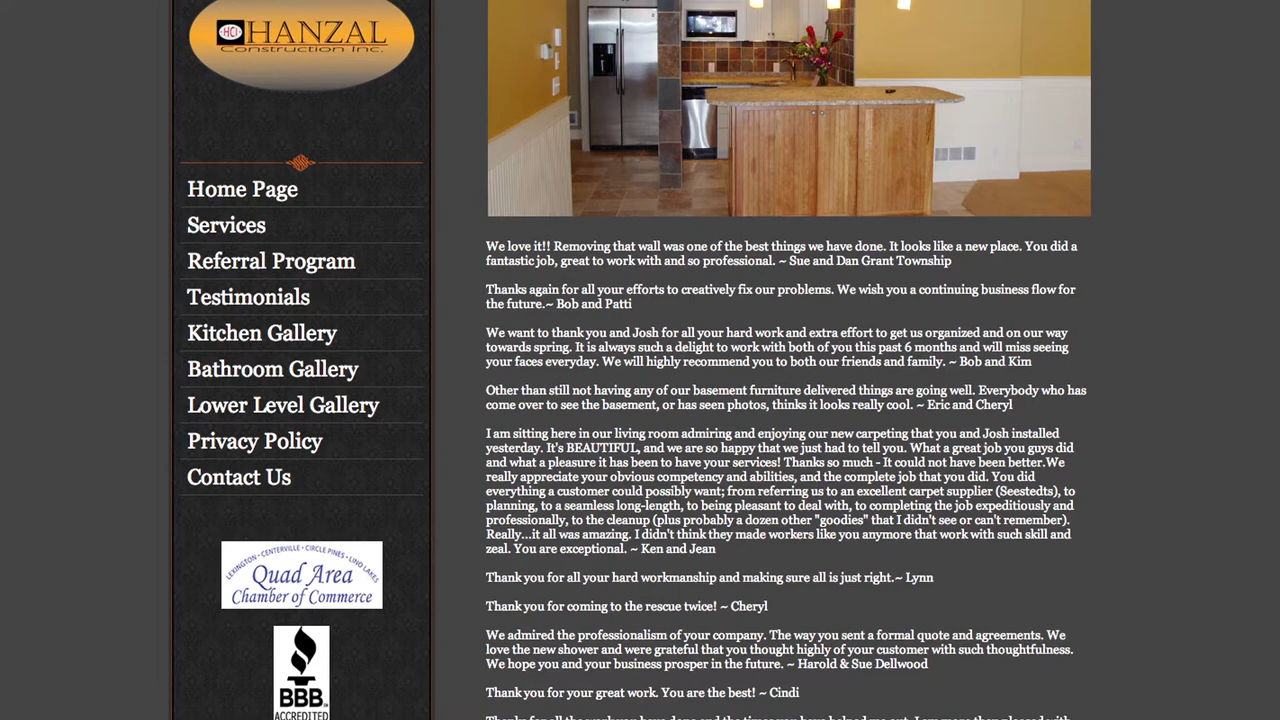 HCI HANZAL
Construction Inc.
Home Page
Services
Referral Program
Testimonials
Kitchen Gallery
Bathroom Gallery
Lower Level Gallery
Privacy Policy
Contact Us
LEXINGTON · CENTERVILLE · CIRCLE PINES · LINO LAKES
Quad Area
Chamber of Commerce
BBB
ACCREDITED
We love it!! Removing that wall was one of the best things we have done. It looks like a new place. You did a
fantastic job, great to work with and so professional. ~ Sue and Dan Grant Township
Thanks again for all your efforts to creatively fix our problems. We wish you a continuing business flow for
the future.~ Bob and Patti
We want to thank you and Josh for all your hard work and extra effort to get us organized and on our way
towards spring. It is always such a delight to work with both of you this past 6 months and will miss seeing
your faces everyday. We will highly recommend you to both our friends and family. ~ Bob and Kim
Other than still not having any of our basement furniture delivered things are going well. Everybody who has
come over to see the basement, or has seen photos, thinks it looks really cool. ~ Eric and Cheryl
I am sitting here in our living room admiring and enjoying our new carpeting that you and Josh installed
yesterday. It's BEAUTIFUL, and we are so happy that we just had to tell you. What a great job you guys did
and what a pleasure it has been to have your services! Thanks so much - It could not have been better.We
really appreciate your obvious competency and abilities, and the complete job that you did. You did
everything a customer could possibly want; from referring us to an excellent carpet supplier (Seestedts), to
planning, to a seamless long-length, to being pleasant to deal with, to completing the job expeditiously and
professionally, to the cleanup (plus probably a dozen other "goodies" that I didn't see or can't remember).
Really...it all was amazing. I didn't think they made workers like you anymore that work with such skill and
zeal. You are exceptional. ~ Ken and Jean
Thank you for all your hard workmanship and making sure all is just right.~ Lynn
Thank you for coming to the rescue twice! ~ Cheryl
We admired the professionalism of your company. The way you sent a formal quote and agreements. We
love the new shower and were grateful that you thought highly of your customer with such thoughtfulness.
We hope you and your business prosper in the future. ~ Harold & Sue Dellwood
Thank you for your great work. You are the best! ~ Cindi